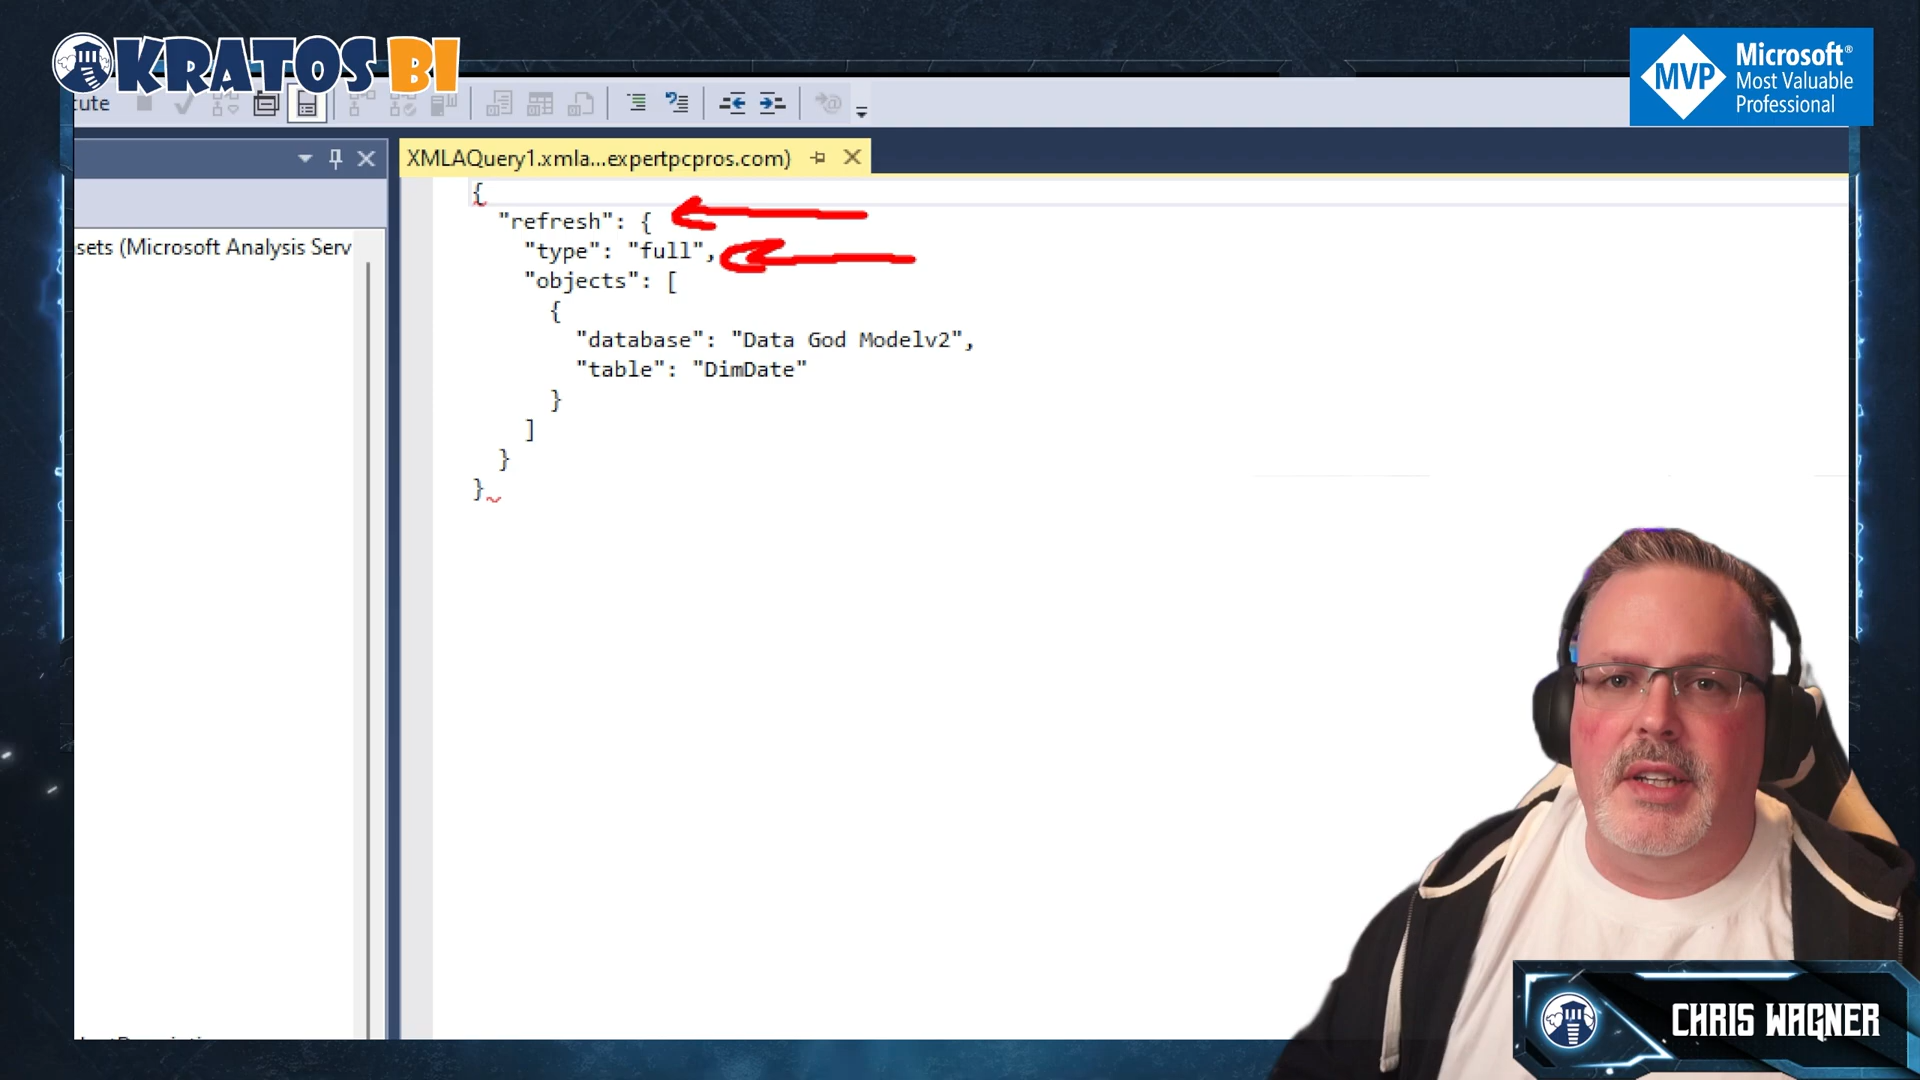 KRATOS BI
MVP
Microsoft®
Most Valuable
Professional
cute
XMLAQuery1.xmla...expertpcpros.com)
sets (Microsoft Analysis Serv
{
"refresh": {
"type": "full",
"objects": [
{
"database": "Data God Modelv2",
"table": "DimDate"
}
]
}
}
CHRIS WAGNER